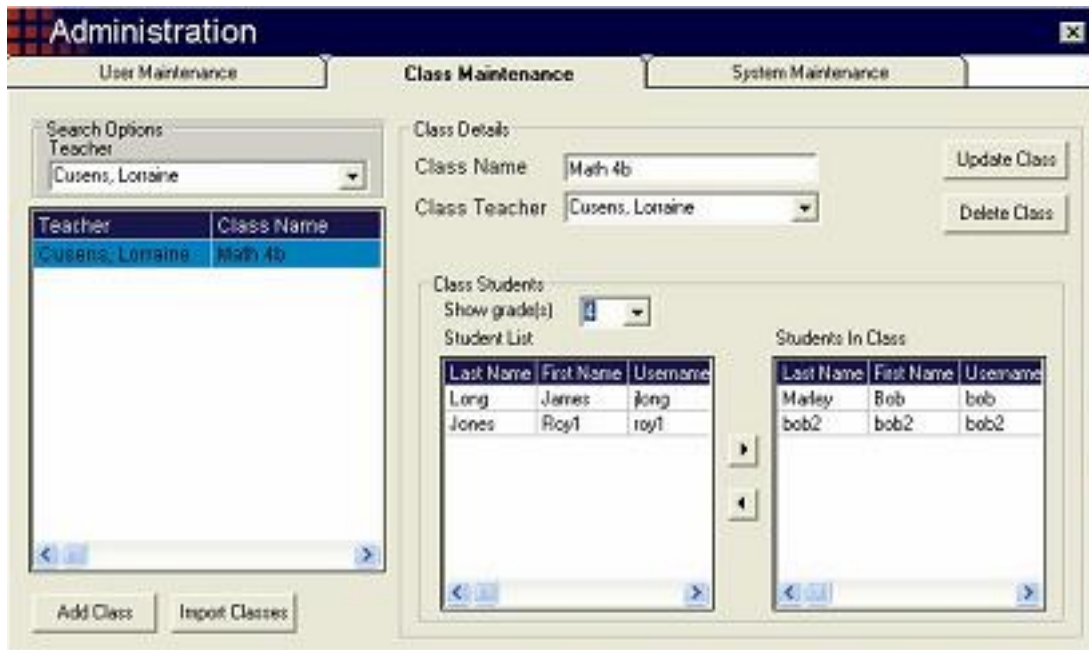 Administration
User Maintenance
Class Maintenance
System Maintenance
Search Options
Teacher
Cusens, Lorraine
Teacher Class Name
Cusens, Lorraine Math 4b
Add Class
Import Classes
Class Details
Class Name Math 4b
Class Teacher Cusens, Lorraine
Update Class
Delete Class
Class Students
Show grade(s) 4
Student List
Last Name First Name Username
Long James jlong
Jones Roy1 roy1
Students In Class
Last Name First Name Username
Marley Bob bob
bob2 bob2 bob2